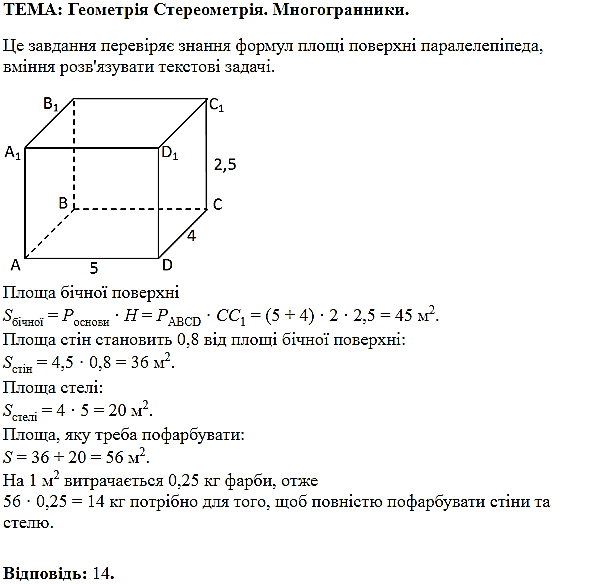 ТЕМА: Геометрія Стереометрія. Многогранники.
Це завдання перевіряє знання формул площі поверхні паралелепіпеда,
вміння розв'язувати текстові задачі.
B₁
C₁
A₁
D₁
2,5
B
C
4
A
5
D
Площа бічної поверхні
Sбічної = Pоснови · H = PABCD · CC₁ = (5 + 4) · 2 · 2,5 = 45 м².
Площа стін становить 0,8 від площі бічної поверхні:
Sстін = 4,5 · 0,8 = 36 м².
Площа стелі:
Sстелі = 4 · 5 = 20 м².
Площа, яку треба пофарбувати:
S = 36 + 20 = 56 м².
На 1 м² витрачається 0,25 кг фарби, отже
56 · 0,25 = 14 кг потрібно для того, щоб повністю пофарбувати стіни та
стелю.
Відповідь: 14.